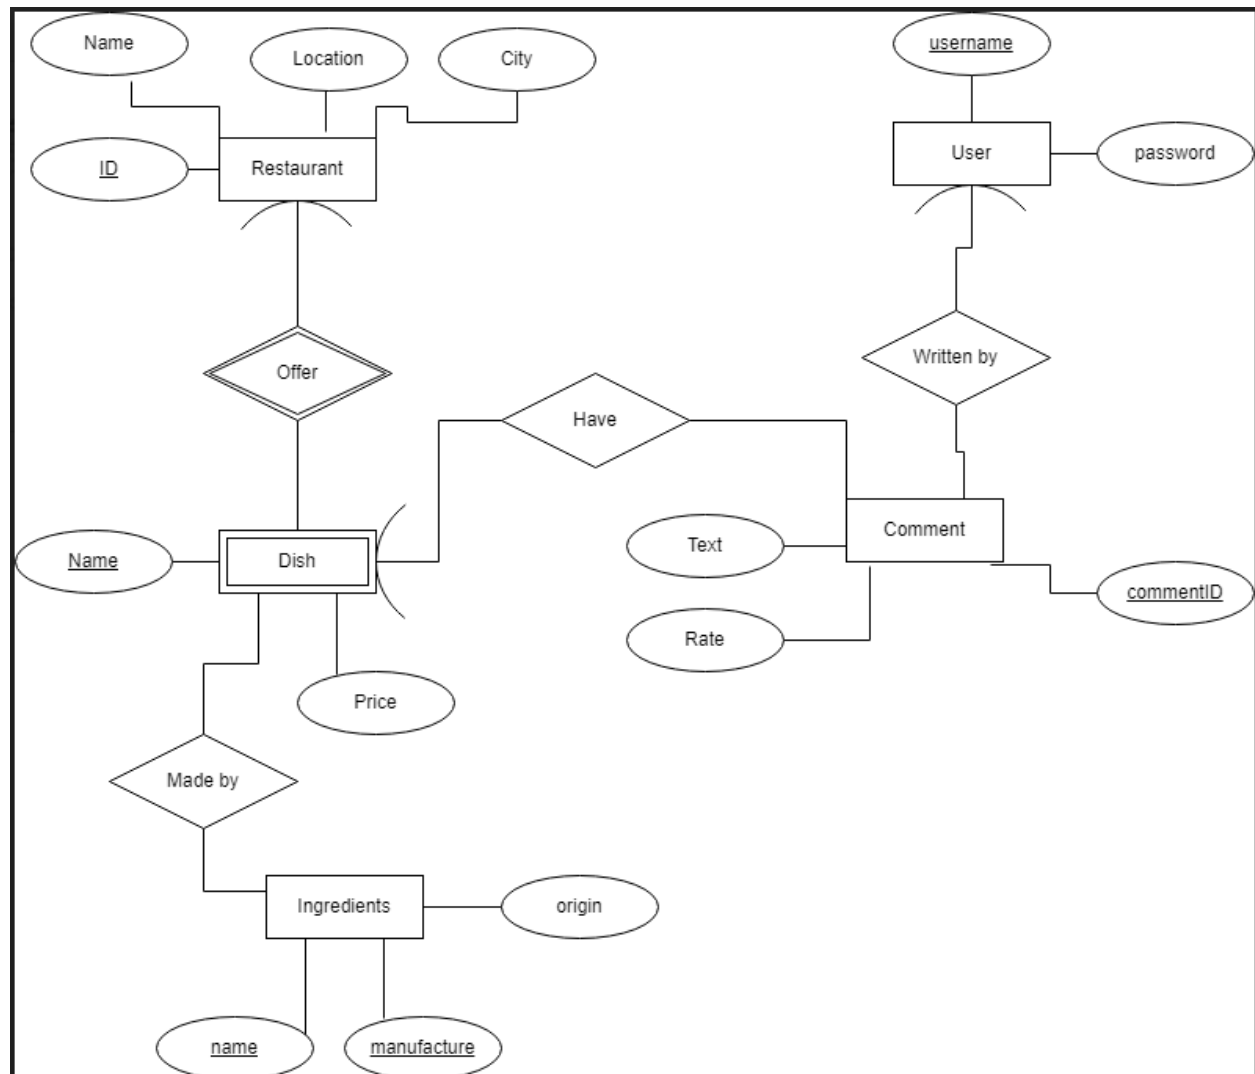 Name
Location
City
username
ID
Restaurant
User
password
Offer
Written by
Have
Name
Dish
Text
Comment
Rate
commentID
Price
Made by
Ingredients
origin
name
manufacture